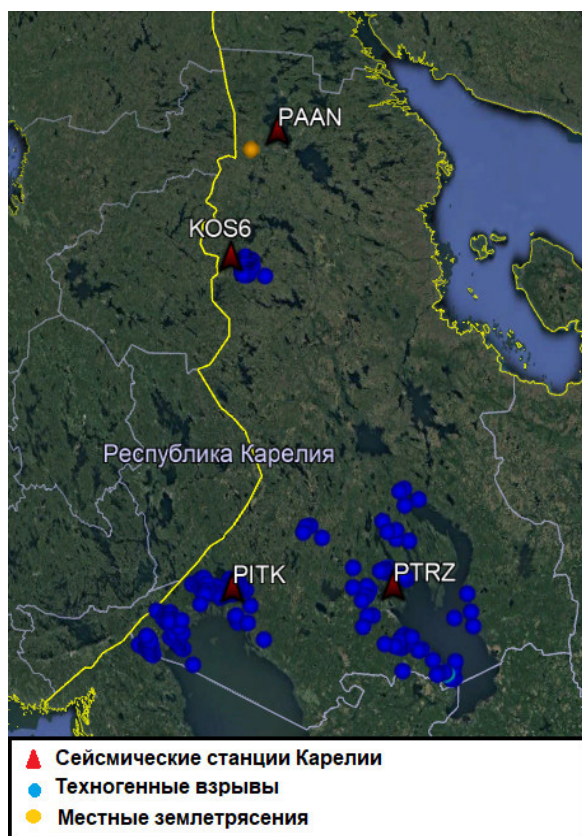 PAAN
KOS6
Республика Карелия
PITK
PTRZ
Сейсмические станции Карелии
Техногенные взрывы
Местные землетрясения